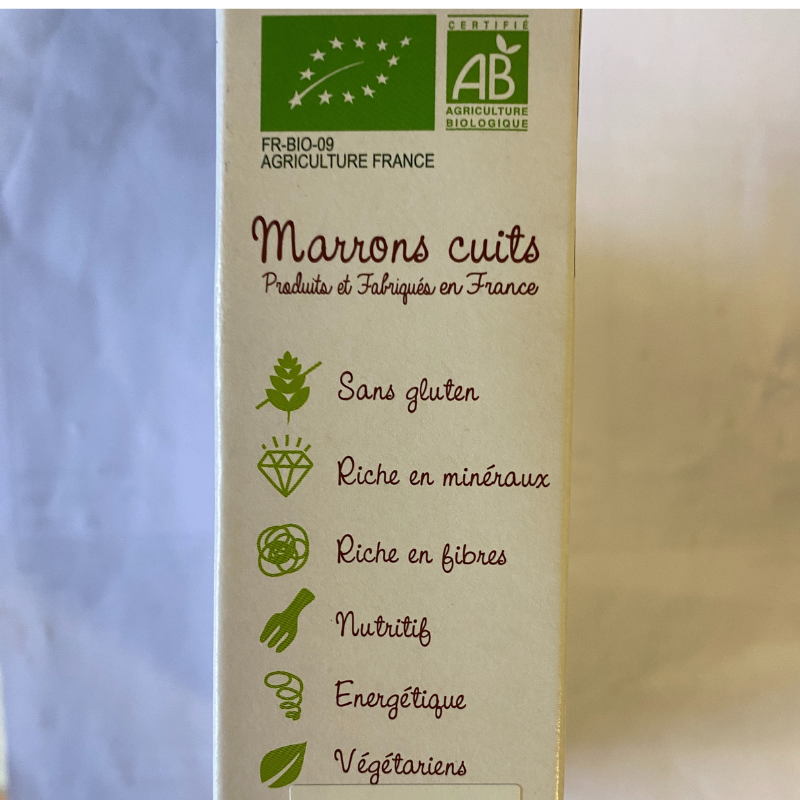 CERTIFIÉ
AB
AGRICULTURE
BIOLOGIQUE
FR-BIO-09
AGRICULTURE FRANCE
Marrons cuits
Produits et Fabriqués en France
Sans gluten
Riche en minéraux
Riche en fibres
Nutritif
Energétique
Végétariens